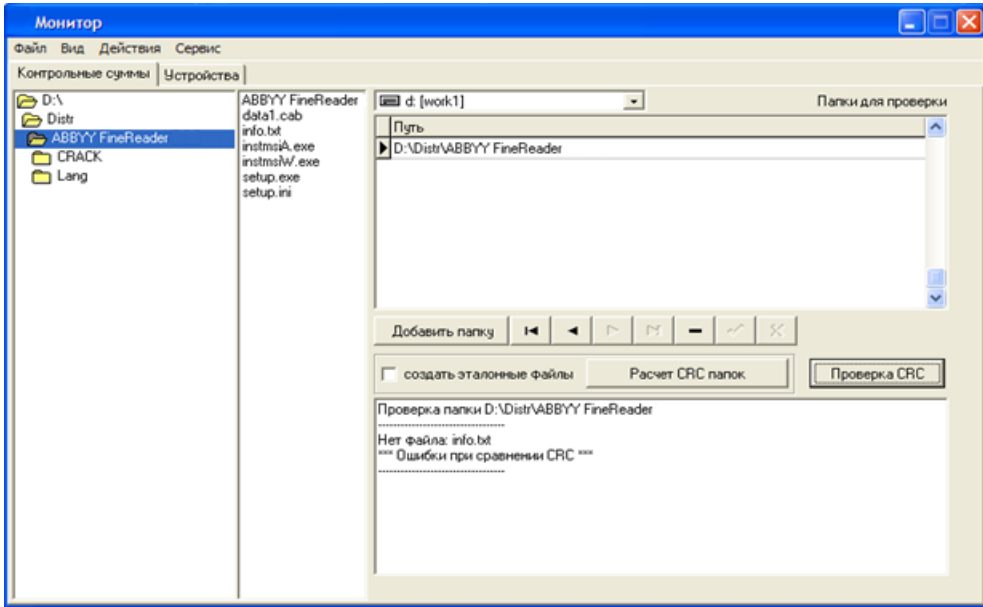 Монитор
Файл Вид Действия Сервис
Контрольные суммы Устройства
D:\
Distr
ABBYY FineReader
CRACK
Lang
ABBYY FineReader
data1.cab
info.txt
instmsiA.exe
instmsiW.exe
setup.exe
setup.ini
d: [work1]
Папки для проверки
Путь
D:\Distr\ABBYY FineReader
Добавить папку
создать эталонные файлы
Расчет CRC папок
Проверка CRC
Проверка папки D:\Distr\ABBYY FineReader
-----------------------------------
Нет файла: info.txt
*** Ошибки при сравнении CRC ***
-----------------------------------